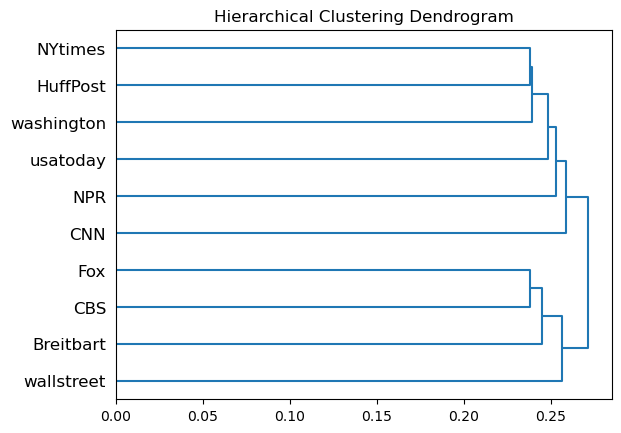 Hierarchical Clustering Dendrogram
NYtimes
HuffPost
washington
usatoday
NPR
CNN
Fox
CBS
Breitbart
wallstreet
0.00 0.05 0.10 0.15 0.20 0.25